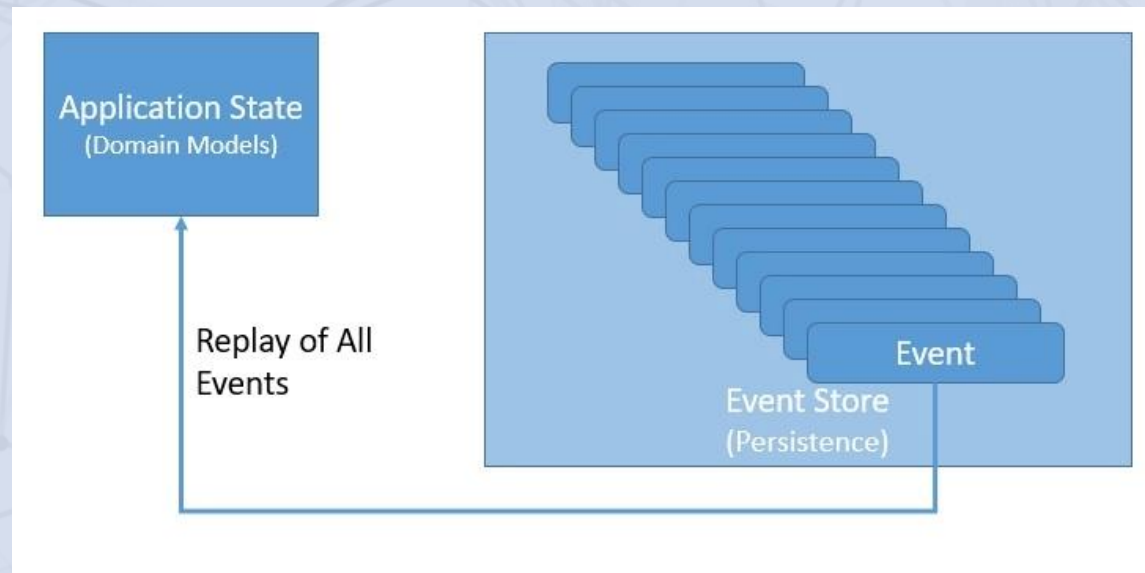 Application State
(Domain Models)
Replay of All
Events
Event
Event Store
(Persistence)